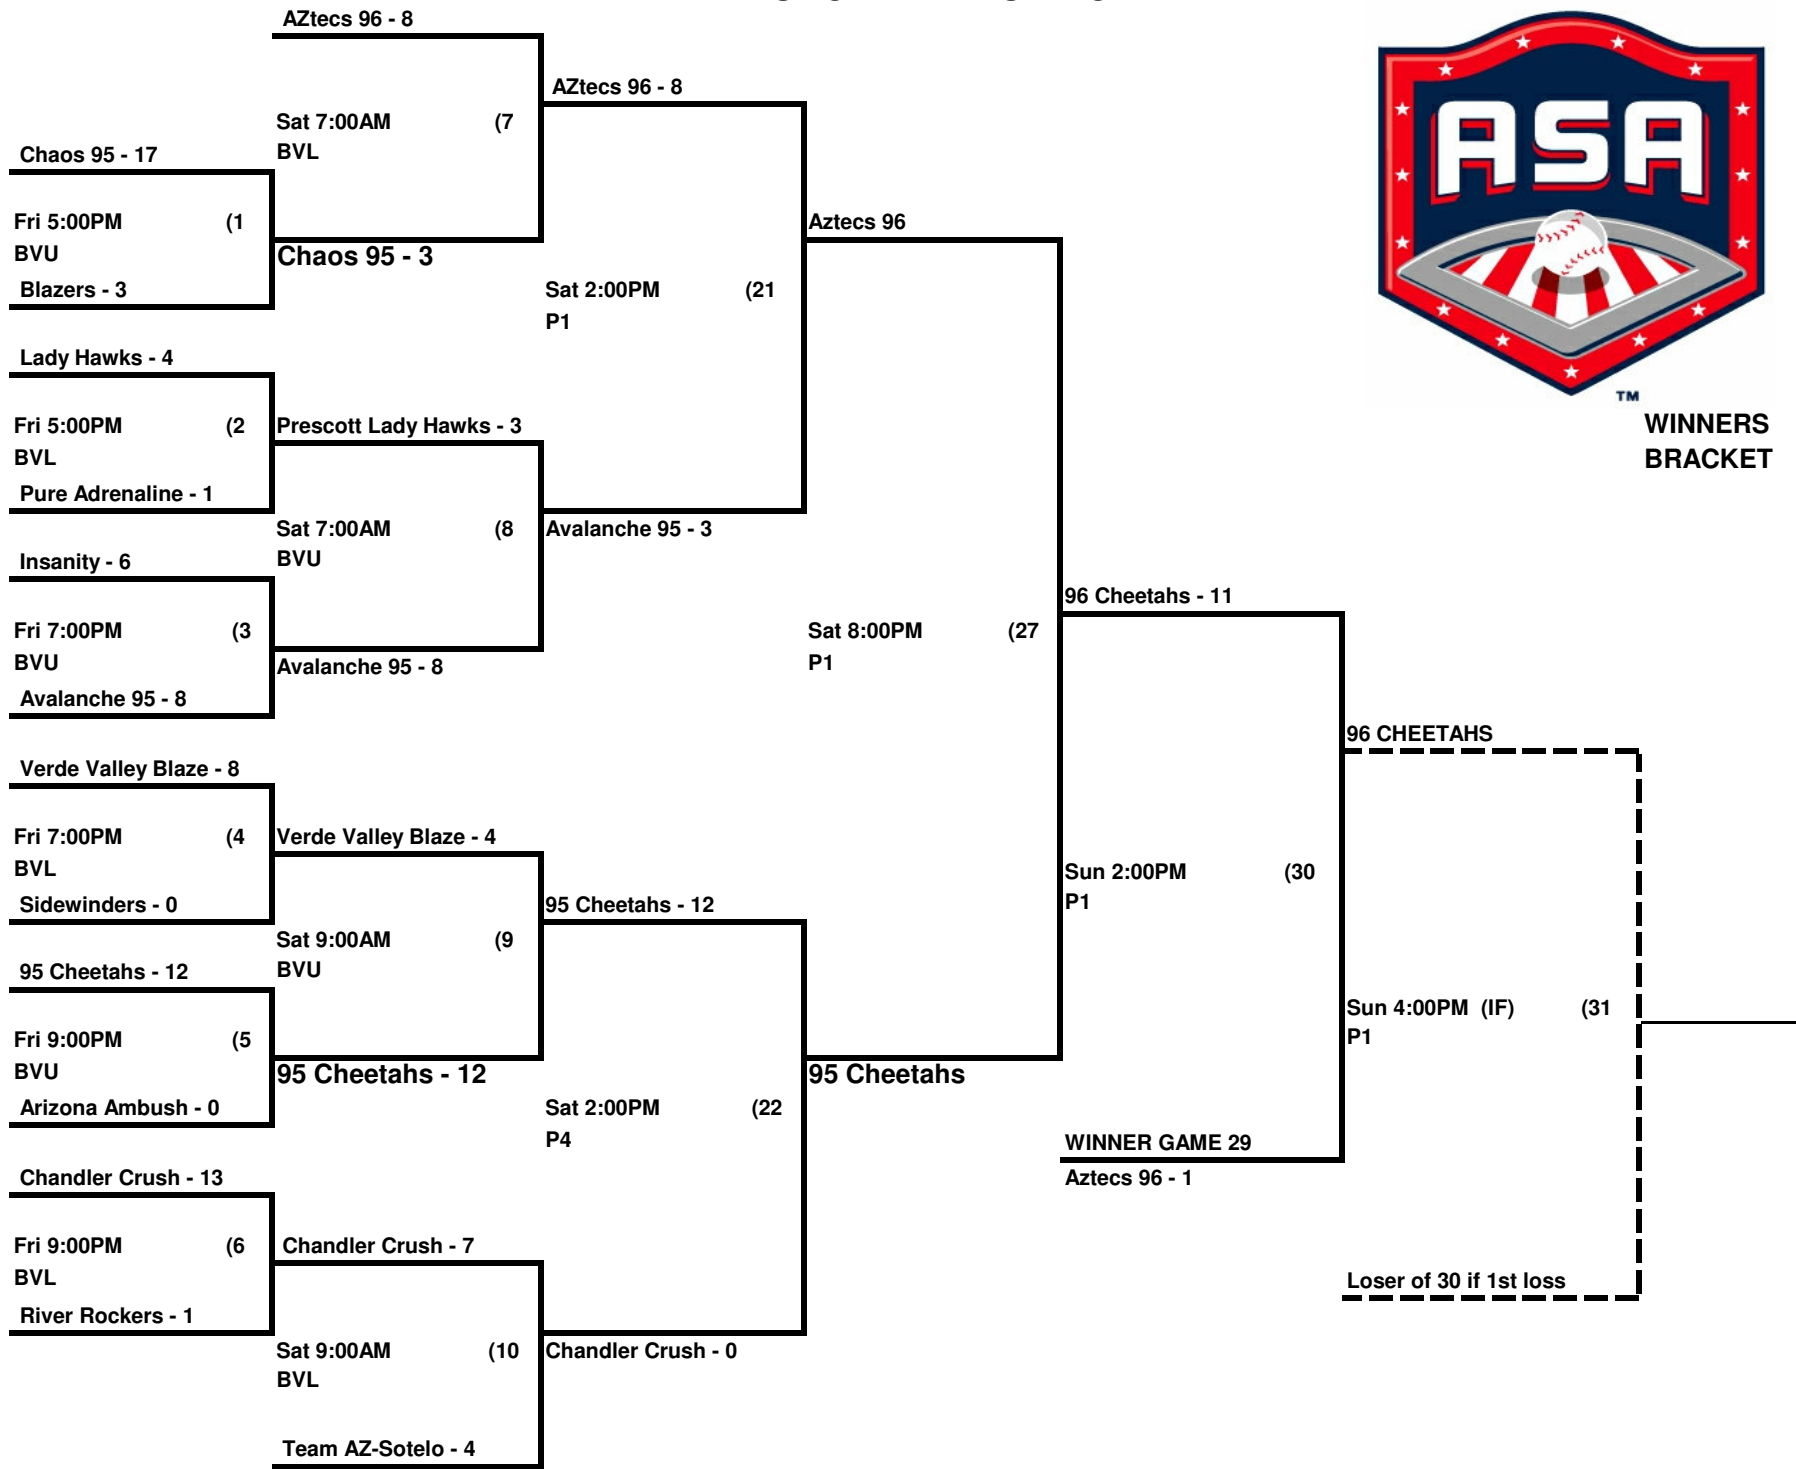 AZtecs 96 - 8
AZtecs 96 - 8
Sat 7:00AM (7
BVL
Chaos 95 - 17
Fri 5:00PM (1
BVU
Blazers - 3
Chaos 95 - 3
Aztecs 96
Sat 2:00PM (21
P1
Lady Hawks - 4
Fri 5:00PM (2
BVL
Pure Adrenaline - 1
Prescott Lady Hawks - 3
Sat 7:00AM (8
BVU
Avalanche 95 - 3
Insanity - 6
Fri 7:00PM (3
BVU
Avalanche 95 - 8
Avalanche 95 - 8
96 Cheetahs - 11
Sat 8:00PM (27
P1
96 CHEETAHS
Verde Valley Blaze - 8
Fri 7:00PM (4
BVL
Sidewinders - 0
Verde Valley Blaze - 4
Sat 9:00AM (9
BVU
95 Cheetahs - 12
Sun 2:00PM (30
P1
95 Cheetahs - 12
Fri 9:00PM (5
BVU
Arizona Ambush - 0
95 Cheetahs - 12
95 Cheetahs
Sat 2:00PM (22
P4
Sun 4:00PM (IF) (31
P1
WINNER GAME 29
Aztecs 96 - 1
Chandler Crush - 13
Fri 9:00PM (6
BVL
River Rockers - 1
Chandler Crush - 7
Sat 9:00AM (10
BVL
Chandler Crush - 0
Loser of 30 if 1st loss
Team AZ-Sotelo - 4
ASA
TM
WINNERS
BRACKET